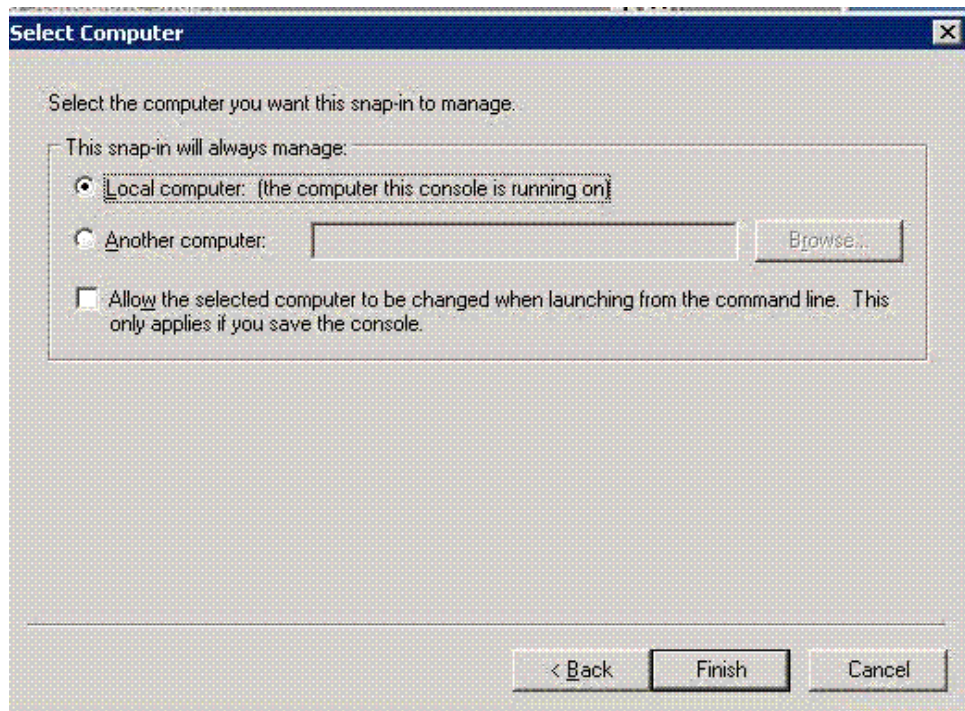 Select Computer
Select the computer you want this snap-in to manage.
This snap-in will always manage:
Local computer: (the computer this console is running on)
Another computer:
Browse...
Allow the selected computer to be changed when launching from the command line. This
only applies if you save the console.
< Back
Finish
Cancel